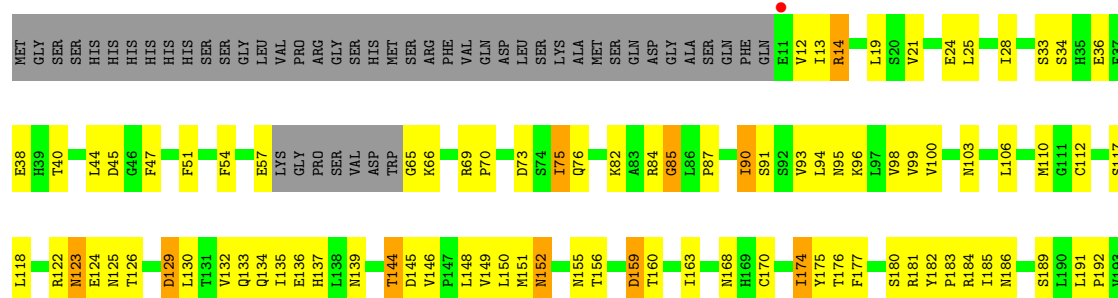 MET GLY SER SER HIS HIS HIS HIS HIS HIS SER SER GLY LEU VAL PRO ARG GLY SER HIS MET SER ARG PHE VAL GLN ASP LEU SER LYS ALA MET SER GLN ASP GLY ALA SER GLN PHE GLN E11 V12 I13 R14 L19 S20 V21 E24 L25 I28 S33 S34 H35 E36
E38 H39 T40 L44 D45 G46 F47 F51 F54 E57 LYS GLY PRO SER VAL ASP TRP G65 K66 R69 P70 D73 S74 I75 Q76 K82 A83 R84 G85 L86 P87 I90 S91 S92 V93 L94 N95 K96 L97 V98 V99 V100 N103 L106 M110 G111 C112 S117
L118 R122 N123 E124 N125 T126 D129 L130 T131 V132 Q133 Q134 I135 E136 H137 L138 N139 T144 D145 V146 P147 L148 V149 L150 M151 N152 N155 T156 D159 T160 I163 N168 H169 C170 I174 Y175 T176 F177 S180 R181 Y182 P183 R184 I185 N186 S189 L190 L191 P192